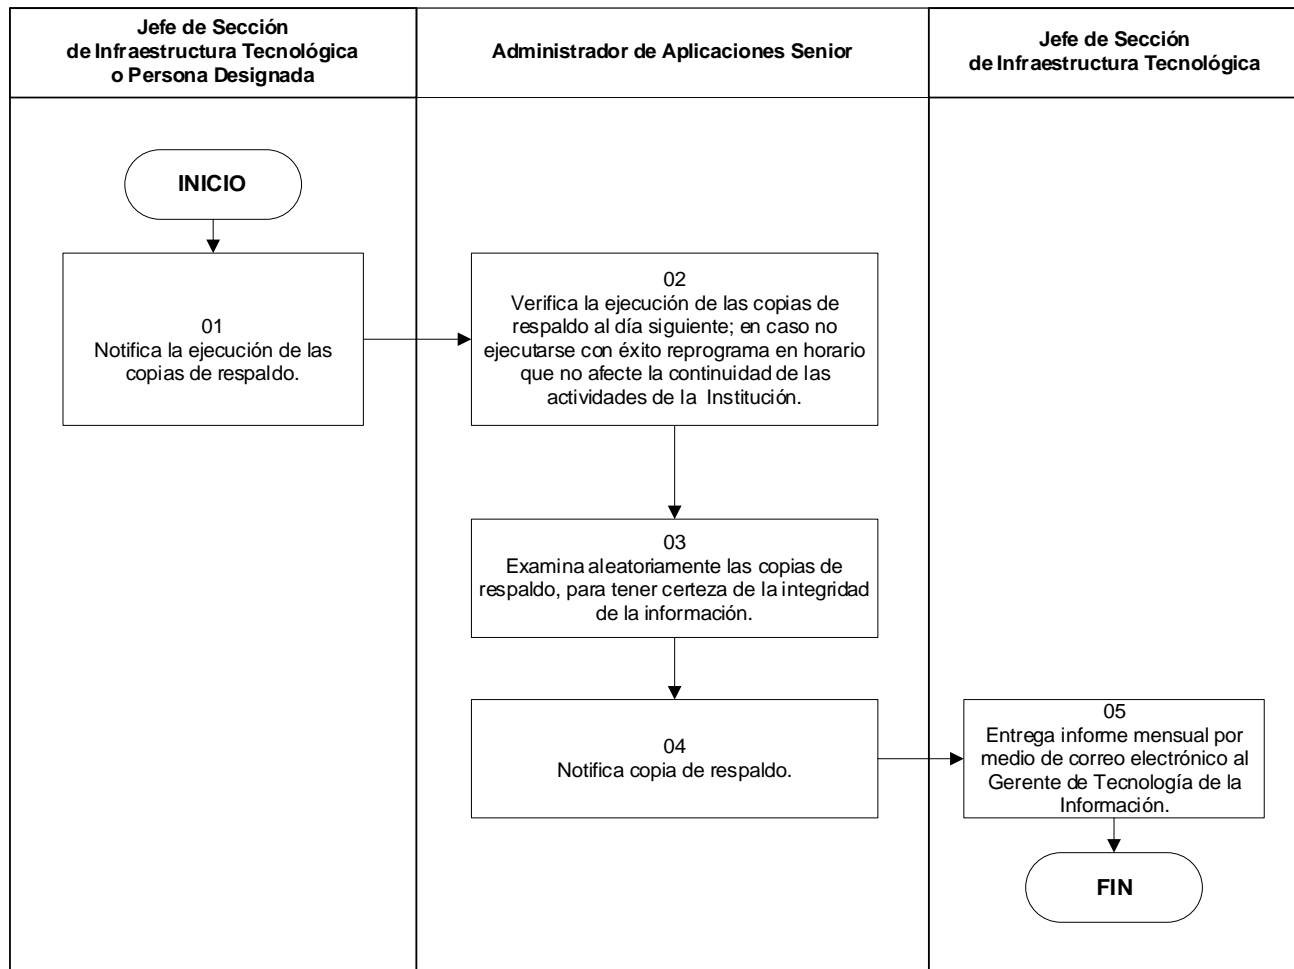 Jefe de Sección
de Infraestructura Tecnológica
o Persona Designada
Administrador de Aplicaciones Senior
Jefe de Sección
de Infraestructura Tecnológica
INICIO
01
Notifica la ejecución de las
copias de respaldo.
02
Verifica la ejecución de las copias de
respaldo al día siguiente; en caso no
ejecutarse con éxito reprograma en horario
que no afecte la continuidad de las
actividades de la Institución.
03
Examina aleatoriamente las copias de
respaldo, para tener certeza de la integridad
de la información.
04
Notifica copia de respaldo.
05
Entrega informe mensual por
medio de correo electrónico al
Gerente de Tecnología de la
Información.
FIN